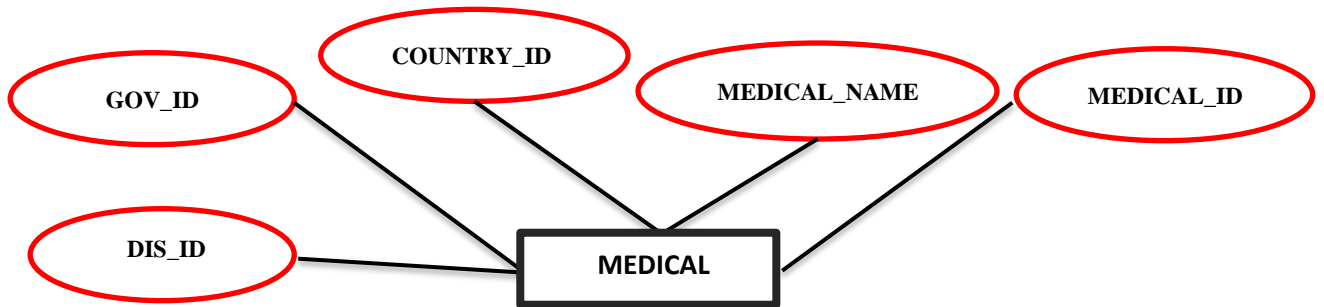 COUNTRY_ID
GOV_ID
MEDICAL_NAME
MEDICAL_ID
DIS_ID
MEDICAL